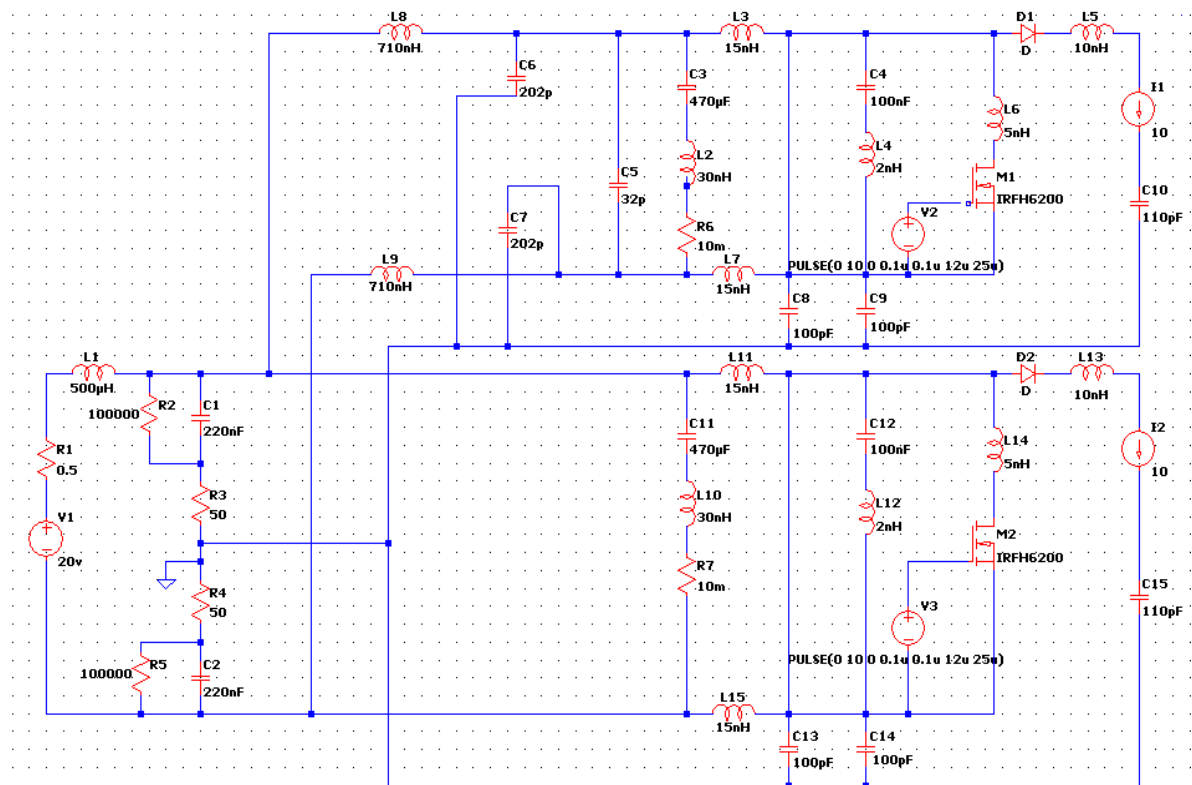 L8
710nH
L3
15nH
D1
D
L5
10nH
C6
202p
C3
470µF
C4
100nF
L6
5nH
I1
10
L2
30nH
L4
2nH
C5
32p
M1
IRFH6200
C10
110pF
C7
202p
V2
R6
10m
L9
710nH
L7
15nH
PULSE(0 10 0 0.1u 0.1u 12u 25u)
C8
100pF
C9
100pF
L1
500µH
L11
15nH
D2
D
L13
10nH
R2
100000
C1
220nF
C11
470µF
C12
100nF
L14
5nH
I2
10
R1
0.5
R3
50
L10
30nH
L12
2nH
V1
20v
M2
IRFH6200
R7
10m
C15
110pF
R4
50
V3
R5
100000
C2
220nF
PULSE(0 10 0 0.1u 0.1u 12u 25u)
L15
15nH
C13
100pF
C14
100pF